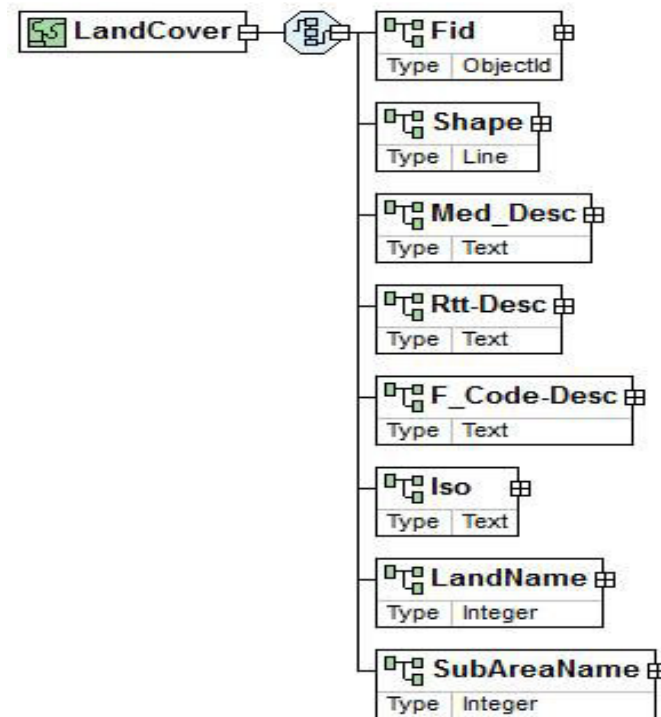 LandCover
Fid
Type ObjectId
Shape
Type Line
Med_Desc
Type Text
Rtt-Desc
Type Text
F_Code-Desc
Type Text
Iso
Type Text
LandName
Type Integer
SubAreaName
Type Integer